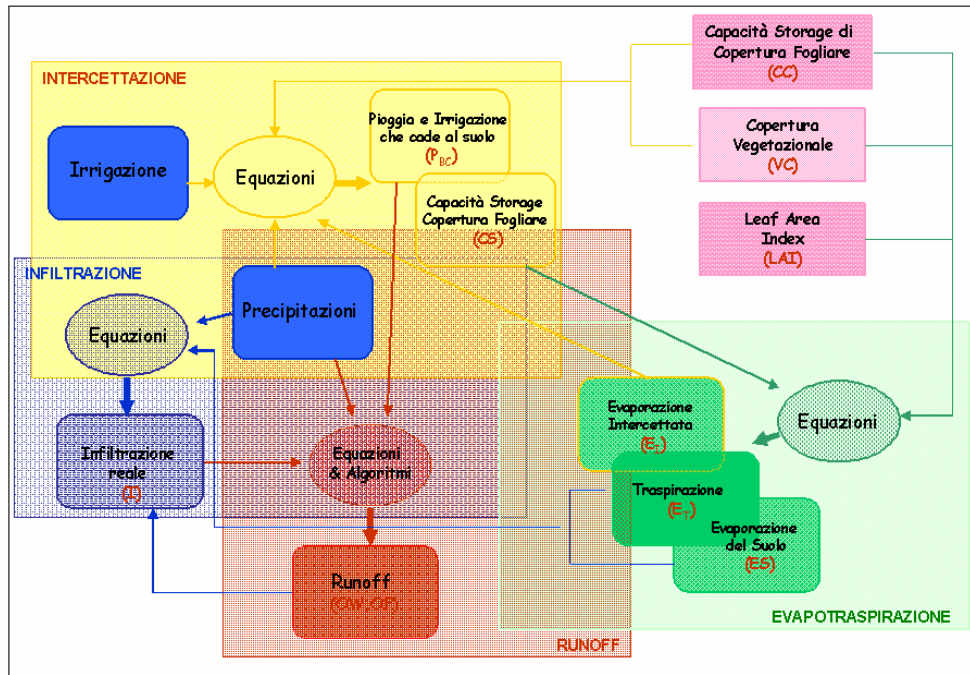 INTERCETTAZIONE
Irrigazione
Equazioni
Pioggia e Irrigazione
che cade al suolo
(P_BC)
Capacità Storage
Copertura Fogliare
(CS)
Capacità Storage di
Copertura Fogliare
(CC)
Copertura
Vegetazionale
(VC)
Leaf Area
Index
(LAI)
INFILTRAZIONE
Equazioni
Precipitazioni
Infiltrazione
reale
(I)
Equazioni
& Algoritmi
Runoff
RUNOFF
Evaporazione
Intercettata
Equazioni
Traspirazione
(E_T)
Evaporazione
del Suolo
(ES)
EVAPOTRASPIRAZIONE